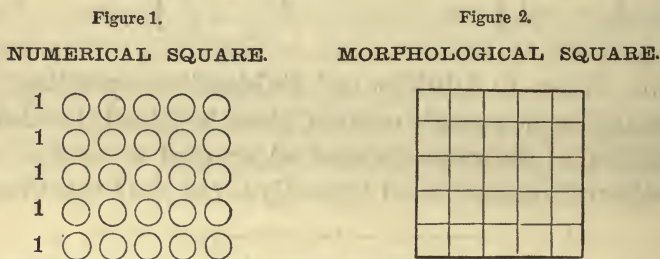 Figure 1.
NUMERICAL SQUARE.
1
1
1
1
1
Figure 2.
MORPHOLOGICAL SQUARE.